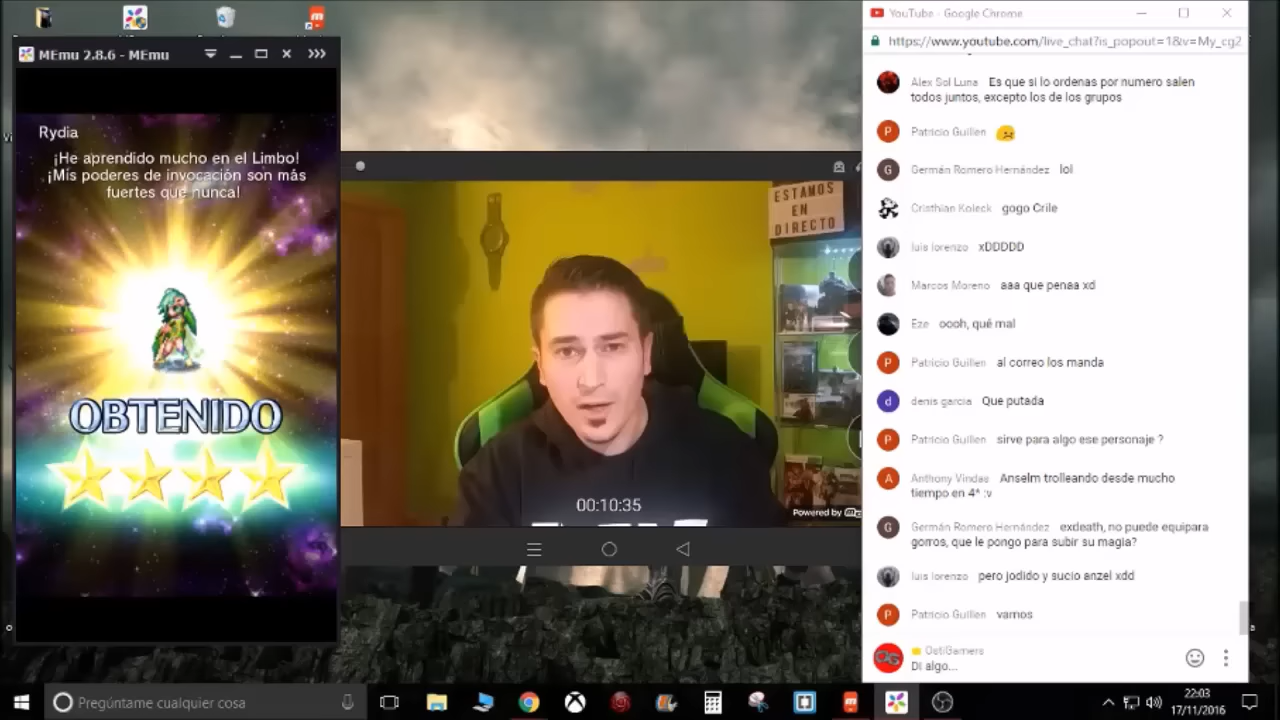 MEmu 2.8.6 - MEmu
Rydia
¡He aprendido mucho en el Limbo!
¡Mis poderes de invocación son más
fuertes que nunca!
OBTENIDO
ESTAMOS
EN
DIRECTO
00:10:35
Powered by
YouTube - Google Chrome
https://www.youtube.com/live_chat?is_popout=1&v=My_cg2
Alex Sol Luna Es que si lo ordenas por numero salen
todos juntos, excepto los de los grupos
P Patricio Guillen
G Germán Romero Hernández lol
Crinthian Koleck gogo Crile
luis lorenzo xDDDDD
Marcos Moreno aaa que penaa xd
Eze oooh, qué mal
P Patricio Guillen al correo los manda
d denis garcia Que putada
P Patricio Guillen sirve para algo ese personaje ?
A Anthony Vindas Anselm trolleando desde mucho
tiempo en 4* :v
G Germán Romero Hernández exdeath, no puede equipara
gorros, que le pongo para subir su magia?
luis lorenzo pero jodido y sucio anzel xdd
P Patricio Guillen vamos
OG OstiGamers
Di algo...
Pregúntame cualquier cosa
22:03
17/11/2016